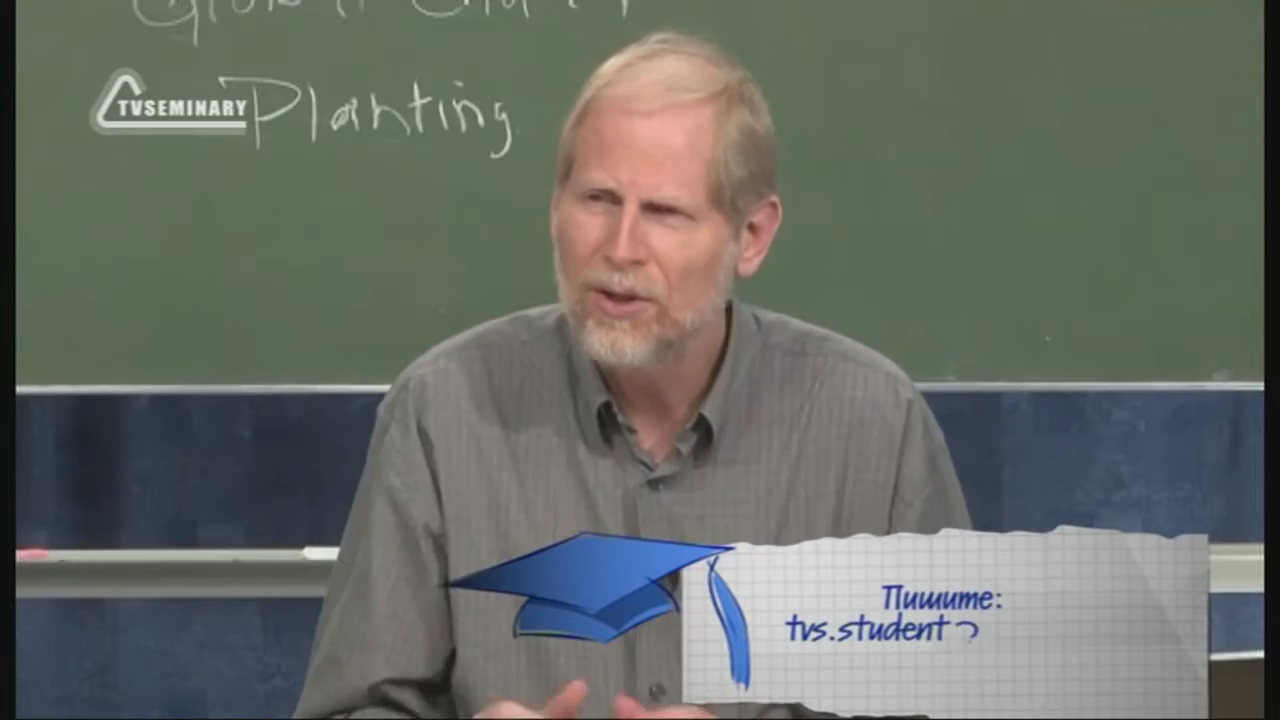 TVSEMINARY
Planting
Пишите:
tvs.student